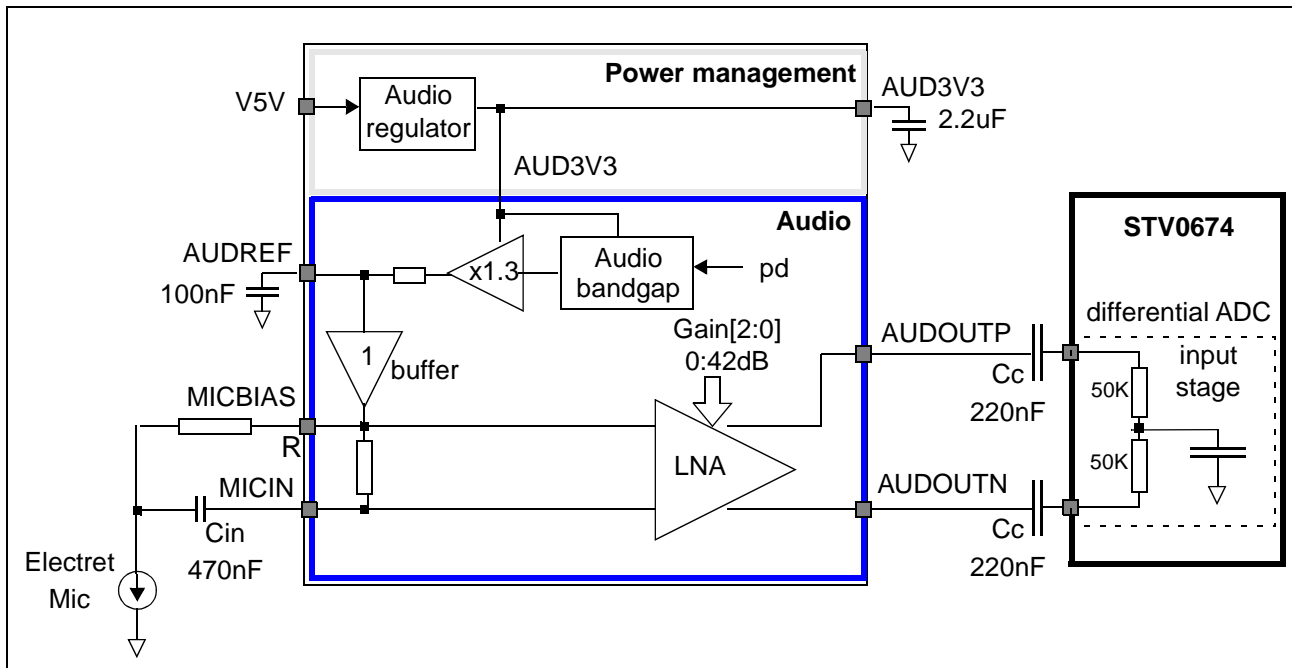 Power management
V5V
Audio
regulator
AUD3V3
2.2uF
AUD3V3
Audio
STV0674
AUDREF
100nF
x1.3
Audio
bandgap
pd
differential ADC
input
stage
Gain[2:0]
0:42dB
AUDOUTP
1
buffer
Cc
220nF
50K
MICBIAS
R
LNA
50K
MICIN
AUDOUTN
Cin
470nF
Cc
220nF
Electret
Mic